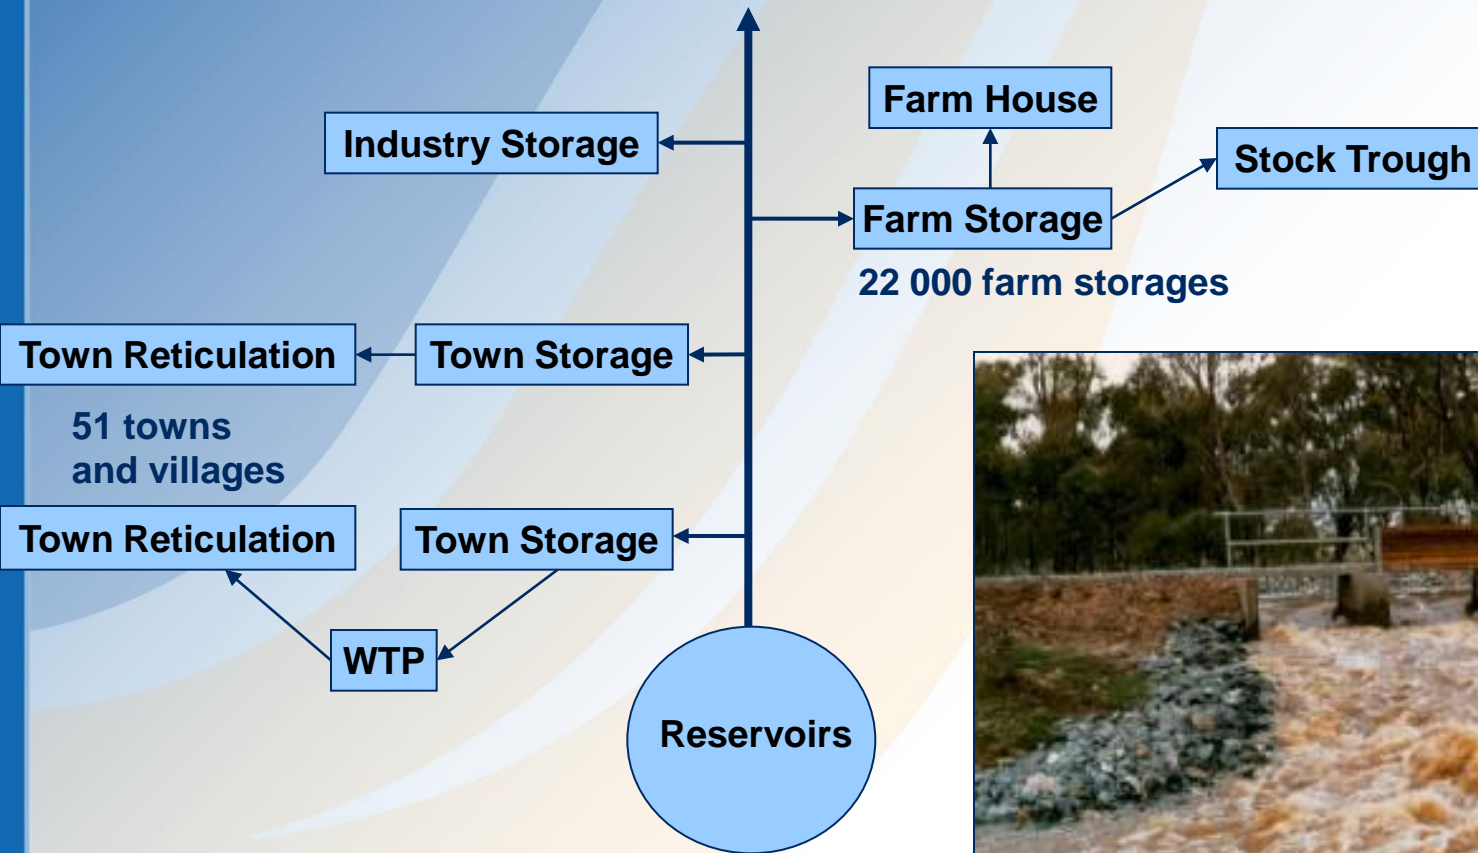 Farm House
Industry Storage
Stock Trough
Farm Storage
22 000 farm storages
Town Reticulation
Town Storage
51 towns
and villages
Town Reticulation
Town Storage
WTP
Reservoirs